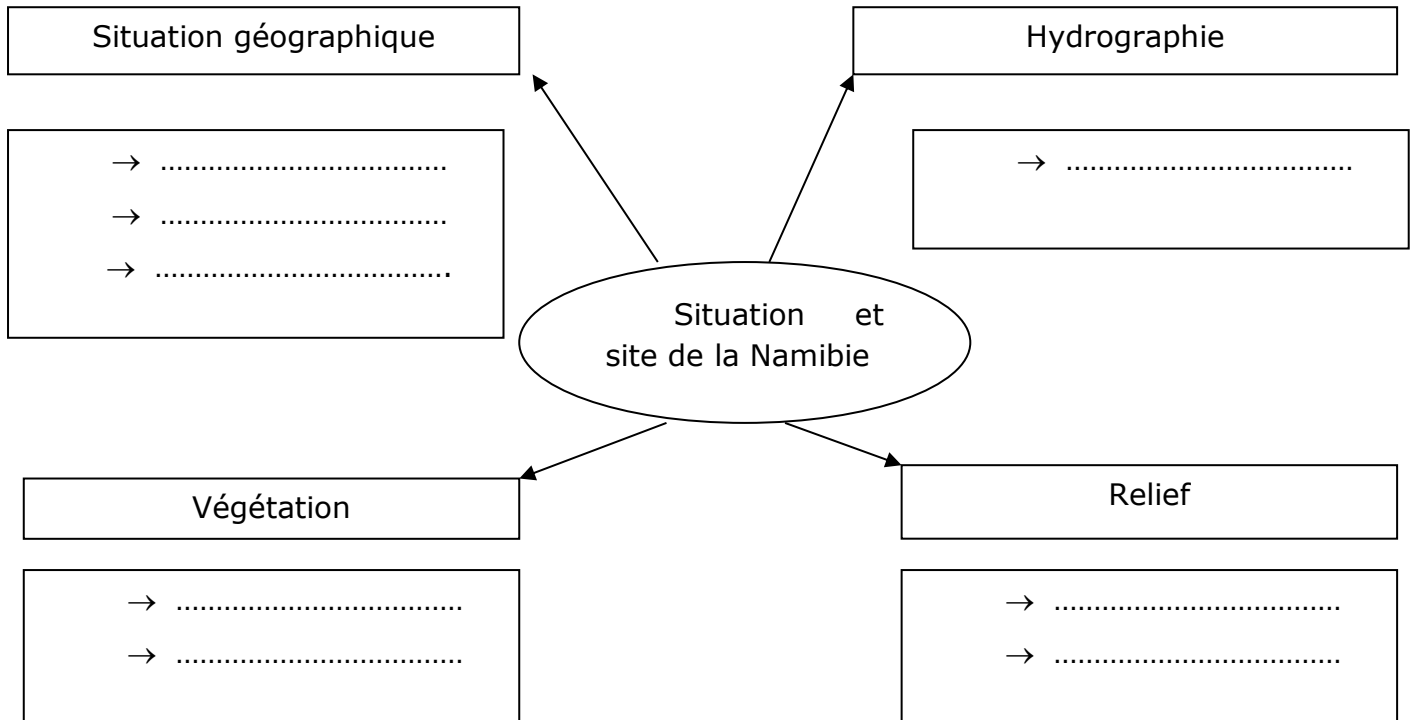 Situation géographique
→ ....................................
→ ....................................
→ .....................................
Hydrographie
→ ....................................
Situation et
site de la Namibie
Végétation
→ ....................................
→ ....................................
Relief
→ ....................................
→ ....................................